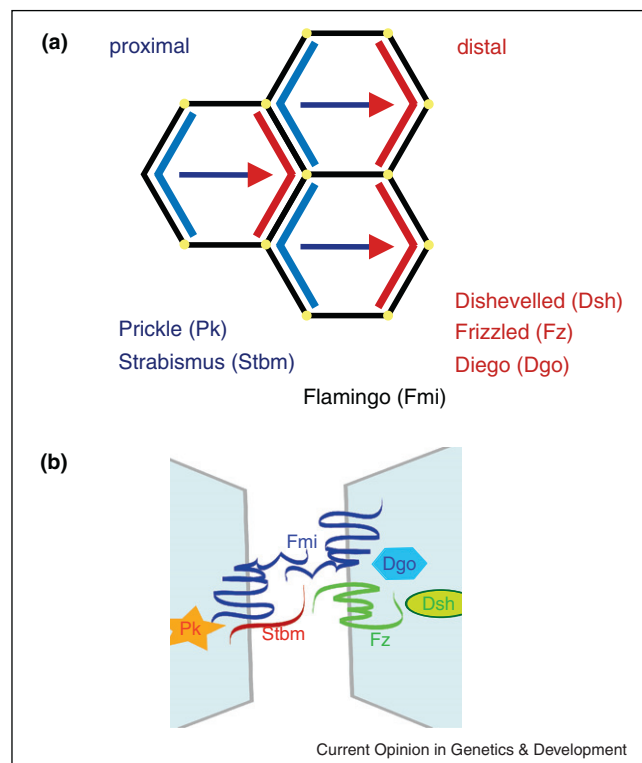 (a)
proximal
distal
Prickle (Pk)
Strabismus (Stbm)
Dishevelled (Dsh)
Frizzled (Fz)
Diego (Dgo)
Flamingo (Fmi)
(b)
Fmi
Dgo
Dsh
Pk
Stbm
Fz
Current Opinion in Genetics & Development